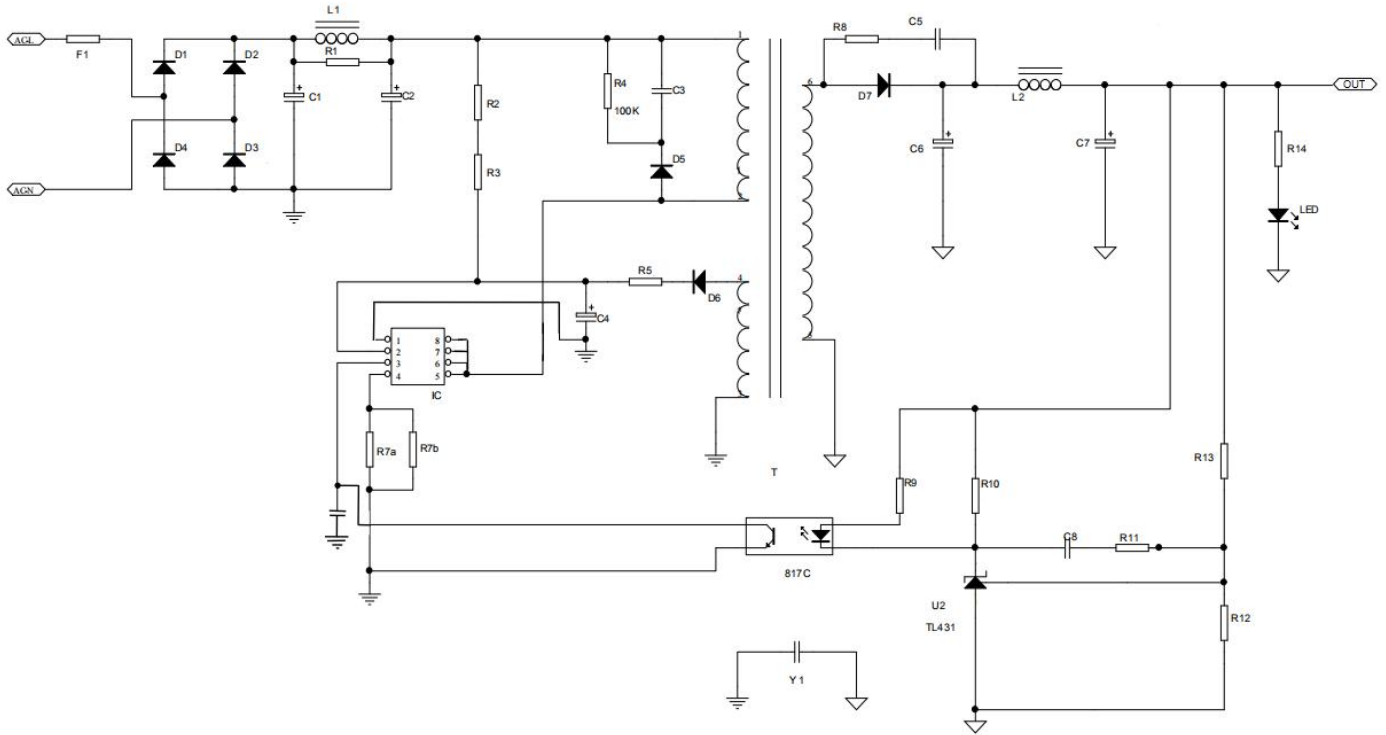 AGL
F1
D1
D2
L1
R1
+
C1
+
C2
R2
R3
R4
100K
C3
D5
1
R8
C5
6
D7
+
C6
L2
+
C7
OUT
R14
LED
D4
D3
AGN
R5
D6
4
+
C4
1
2
3
4
8
7
6
5
IC
R7a
R7b
T
R9
R10
R13
817C
C8
R11
U2
TL431
R12
Y1